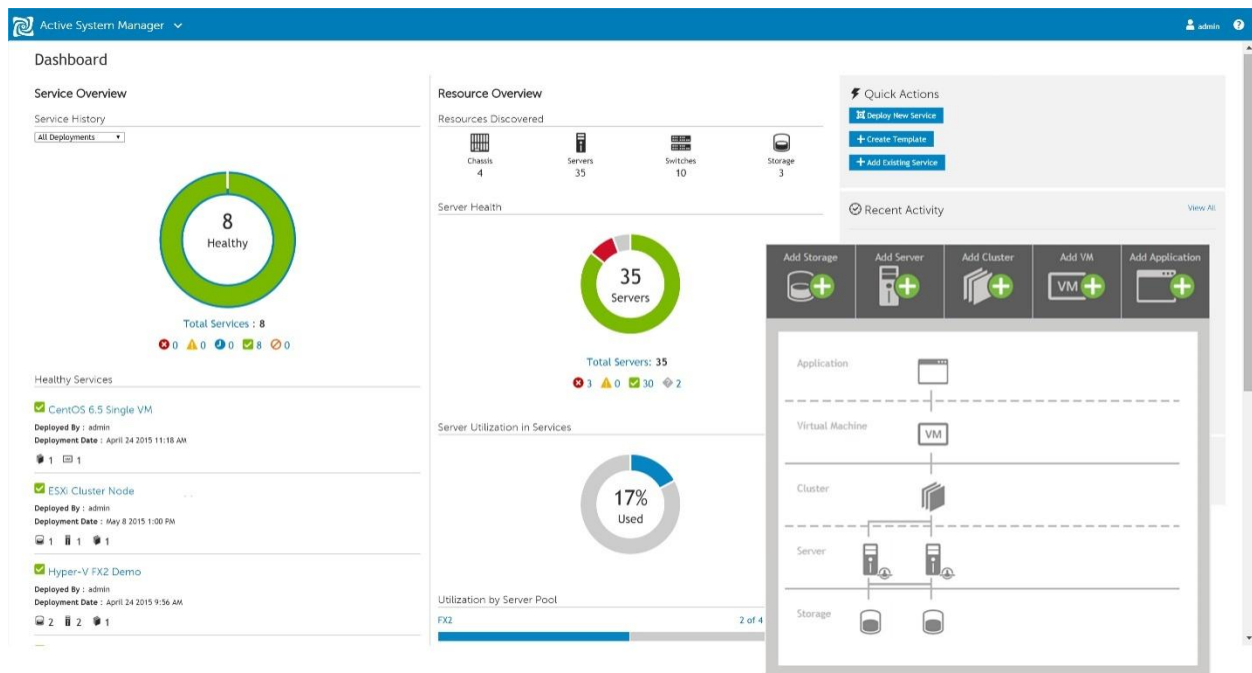 Active System Manager
admin
?
Dashboard
Service Overview
Service History
All Deployments
8
Healthy
Total Services : 8
0 0 0 8 0
Healthy Services
CentOS 6.5 Single VM
Deployed By : admin
Deployment Date : April 24 2015 11:18 AM
1 1
ESXi Cluster Node
Deployed By : admin
Deployment Date : May 8 2015 1:00 PM
1 1 1
Hyper-V FX2 Demo
Deployed By : admin
Deployment Date : April 24 2015 9:56 AM
2 2 1
Resource Overview
Resources Discovered
Chassis Servers Switches Storage
4 35 10 3
Server Health
35
Servers
Total Servers: 35
3 0 30 2
Server Utilization in Services
17%
Used
Utilization by Server Pool
FX2 2 of 4
Quick Actions
Deploy New Service
Create Template
Add Existing Service
Recent Activity View All
Add Storage Add Server Add Cluster Add VM Add Application
VM
Application
Virtual Machine
VM
Cluster
Server
Storage